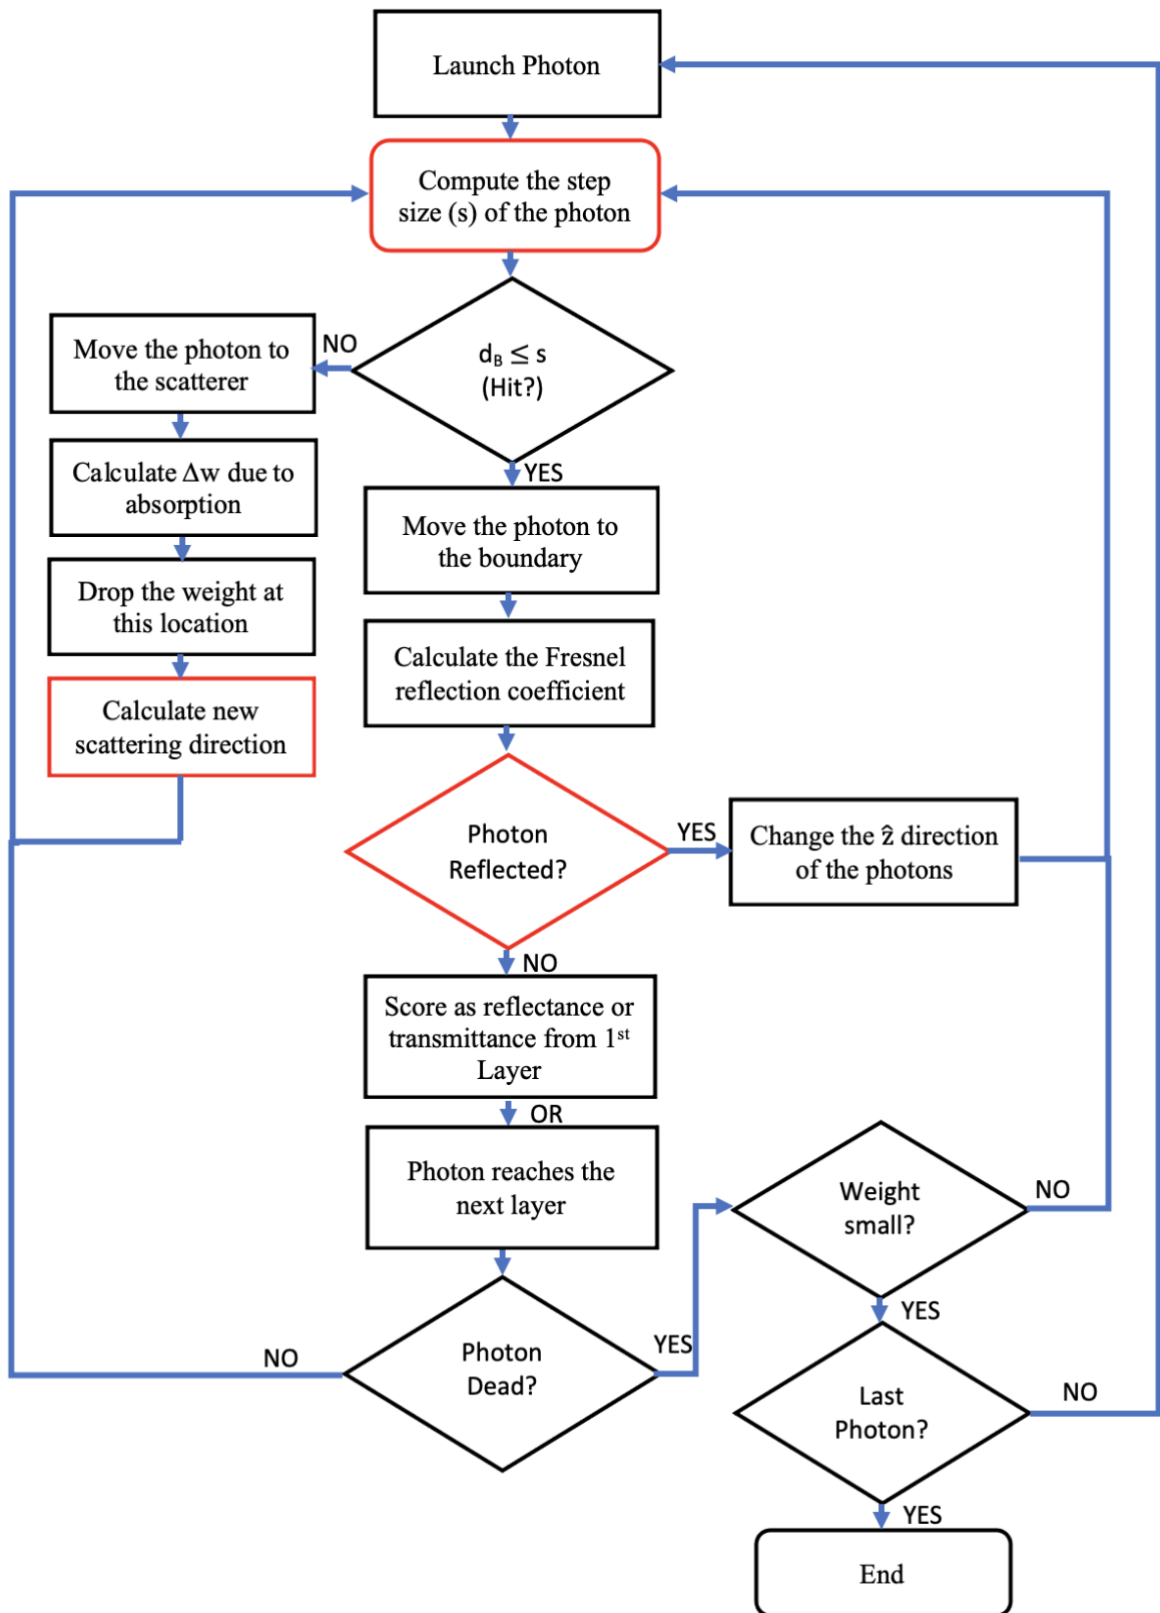 Launch Photon
Compute the step
size (s) of the photon
d_B ≤ s
(Hit?)
NO
Move the photon to
the scatterer
Calculate Δw due to
absorption
Drop the weight at
this location
Calculate new
scattering direction
YES
Move the photon to
the boundary
Calculate the Fresnel
reflection coefficient
Photon
Reflected?
YES
Change the ẑ direction
of the photons
NO
Score as reflectance or
transmittance from 1st
Layer
OR
Photon reaches the
next layer
Photon
Dead?
NO
YES
Weight
small?
NO
YES
Last
Photon?
NO
YES
End